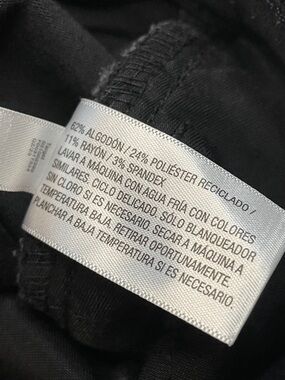 62% ALGODÓN / 24% POLIÉSTER RECICLADO /
11% RAYÓN / 3% SPANDEX
LAVAR A MÁQUINA CON AGUA FRÍA CON COLORES
SIMILARES, CICLO DELICADO. SÓLO BLANQUEADOR
SIN CLORO SI ES NECESARIO. SECAR A MÁQUINA A
TEMPERATURA BAJA. RETIRAR OPORTUNAMENTE.
PLANCHAR A BAJA TEMPERATURA SI ES NECESARIO.